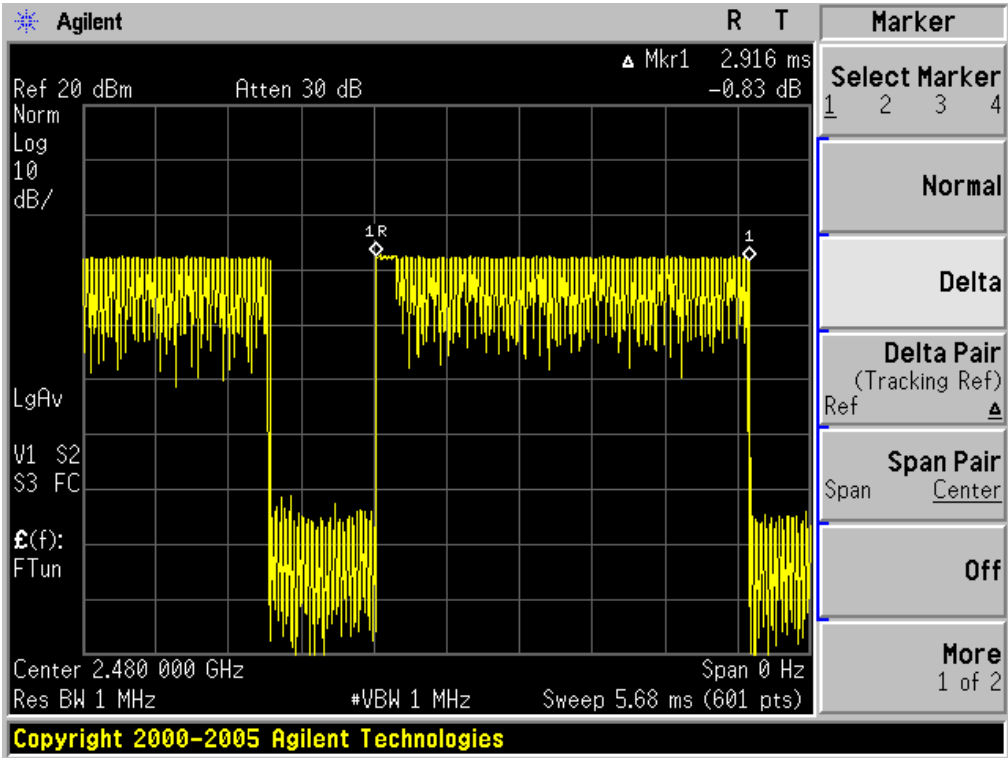 Agilent R T
Δ Mkr1 2.916 ms
Ref 20 dBm Atten 30 dB -0.83 dB
Norm
Log
10
dB/
1R
1
LgAv
V1 S2
S3 FC
£(f):
FTun
Center 2.480 000 GHz Span 0 Hz
Res BW 1 MHz #VBW 1 MHz Sweep 5.68 ms (601 pts)
Copyright 2000-2005 Agilent Technologies
Marker
Select Marker
1 2 3 4
Normal
Delta
Delta Pair
(Tracking Ref)
Ref Δ
Span Pair
Span Center
Off
More
1 of 2